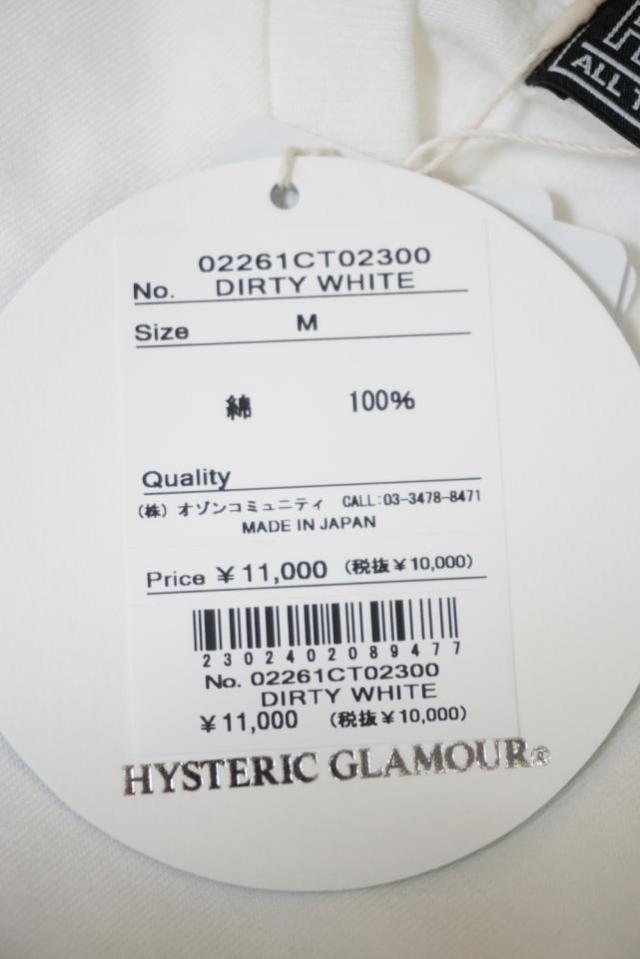 ALL
02261CT02300
No. DIRTY WHITE
Size M
綿 100%
Quality
(株) オゾンコミュニティ CALL:03-3478-8471
MADE IN JAPAN
Price ¥11,000 (税抜¥10,000)
2302402089477
No. 02261CT02300
DIRTY WHITE
¥11,000 (税抜¥10,000)
HYSTERIC GLAMOUR®